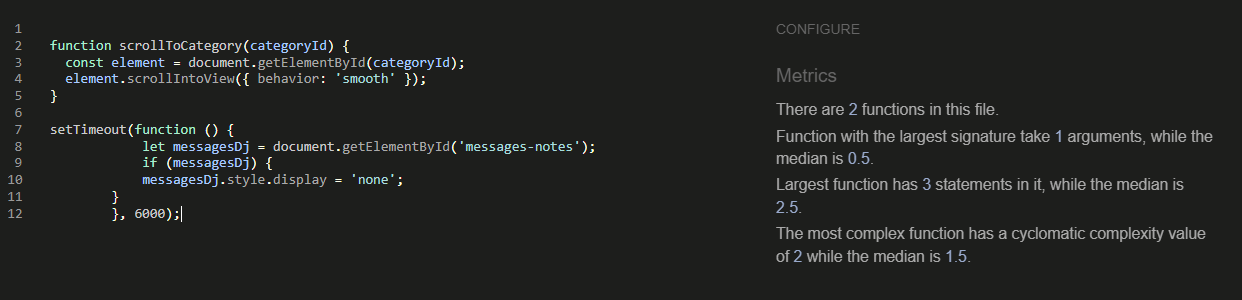 1
2 function scrollToCategory(categoryId) {
3 const element = document.getElementById(categoryId);
4 element.scrollIntoView({ behavior: 'smooth' });
5 }
6
7 setTimeout(function () {
8 let messagesDj = document.getElementById('messages-notes');
9 if (messagesDj) {
10 messagesDj.style.display = 'none';
11 }
12 }, 6000);
CONFIGURE
Metrics
There are 2 functions in this file.
Function with the largest signature take 1 arguments, while the
median is 0.5.
Largest function has 3 statements in it, while the median is
2.5.
The most complex function has a cyclomatic complexity value
of 2 while the median is 1.5.